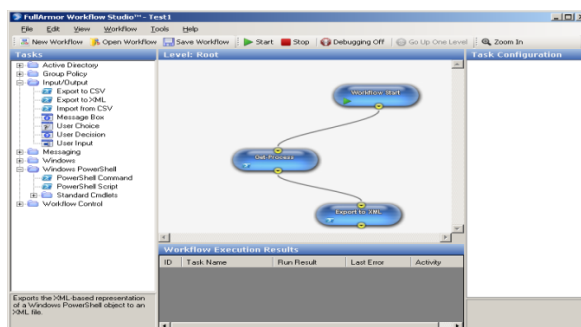 FullArmor Workflow Studio™ - Test1
File Edit View Workflow Tools Help
New Workflow Open Workflow Save Workflow Start Stop Debugging Off Go Up One Level Zoom In
Tasks
Active Directory
Group Policy
Input/Output
Export to CSV
Export to XML
Import from CSV
Message Box
User Choice
User Decision
User Input
Messaging
Windows
Windows PowerShell
PowerShell Command
PowerShell Script
Standard Cmdlets
Workflow Control
Exports the XML-based representation
of a Windows PowerShell object to an
XML file.
Level: Root
Workflow Start
Get-Process
Export to XML
Workflow Execution Results
ID Task Name Run Result Last Error Activity
Task Configuration